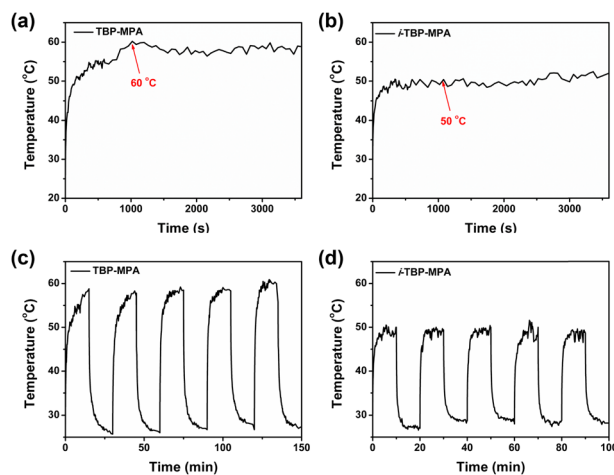 (a)
TBP-MPA
60 °C
Temperature (°C)
60
50
40
30
20
0 1000 2000 3000
Time (s)
(b)
i-TBP-MPA
50 °C
Temperature (°C)
60
50
40
30
20
0 1000 2000 3000
Time (s)
(c)
TBP-MPA
Temperature (°C)
60
50
40
30
0 50 100 150
Time (min)
(d)
i-TBP-MPA
Temperature (°C)
60
50
40
30
0 20 40 60 80 100
Time (min)